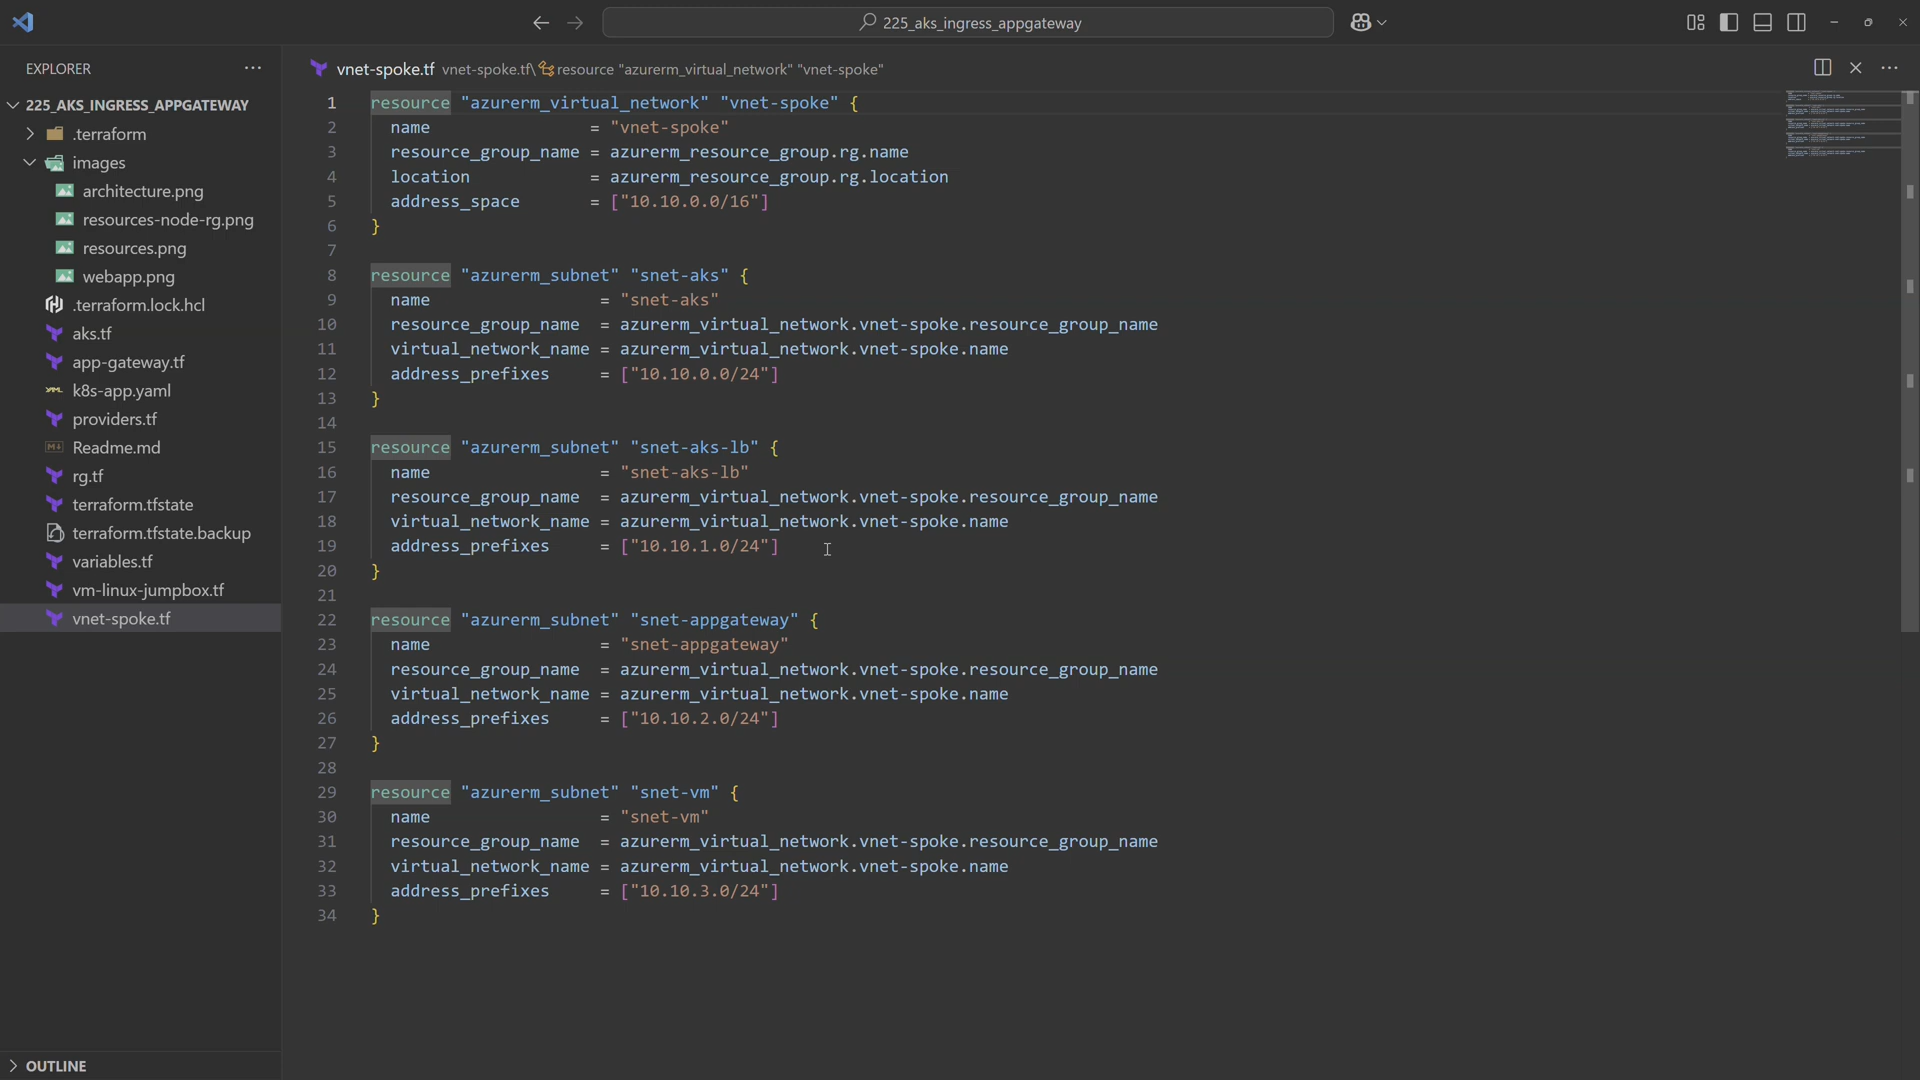 225_aks_ingress_appgateway
EXPLORER
225_AKS_INGRESS_APPGATEWAY
.terraform
images
architecture.png
resources-node-rg.png
resources.png
webapp.png
.terraform.lock.hcl
aks.tf
app-gateway.tf
k8s-app.yaml
providers.tf
Readme.md
rg.tf
terraform.tfstate
terraform.tfstate.backup
variables.tf
vm-linux-jumpbox.tf
vnet-spoke.tf
OUTLINE
vnet-spoke.tf vnet-spoke.tf\ resource "azurerm_virtual_network" "vnet-spoke"
1 resource "azurerm_virtual_network" "vnet-spoke" {
2   name                = "vnet-spoke"
3   resource_group_name = azurerm_resource_group.rg.name
4   location            = azurerm_resource_group.rg.location
5   address_space       = ["10.10.0.0/16"]
6 }
7
8 resource "azurerm_subnet" "snet-aks" {
9   name                 = "snet-aks"
10   resource_group_name  = azurerm_virtual_network.vnet-spoke.resource_group_name
11   virtual_network_name = azurerm_virtual_network.vnet-spoke.name
12   address_prefixes     = ["10.10.0.0/24"]
13 }
14
15 resource "azurerm_subnet" "snet-aks-lb" {
16   name                 = "snet-aks-lb"
17   resource_group_name  = azurerm_virtual_network.vnet-spoke.resource_group_name
18   virtual_network_name = azurerm_virtual_network.vnet-spoke.name
19   address_prefixes     = ["10.10.1.0/24"]
20 }
21
22 resource "azurerm_subnet" "snet-appgateway" {
23   name                 = "snet-appgateway"
24   resource_group_name  = azurerm_virtual_network.vnet-spoke.resource_group_name
25   virtual_network_name = azurerm_virtual_network.vnet-spoke.name
26   address_prefixes     = ["10.10.2.0/24"]
27 }
28
29 resource "azurerm_subnet" "snet-vm" {
30   name                 = "snet-vm"
31   resource_group_name  = azurerm_virtual_network.vnet-spoke.resource_group_name
32   virtual_network_name = azurerm_virtual_network.vnet-spoke.name
33   address_prefixes     = ["10.10.3.0/24"]
34 }